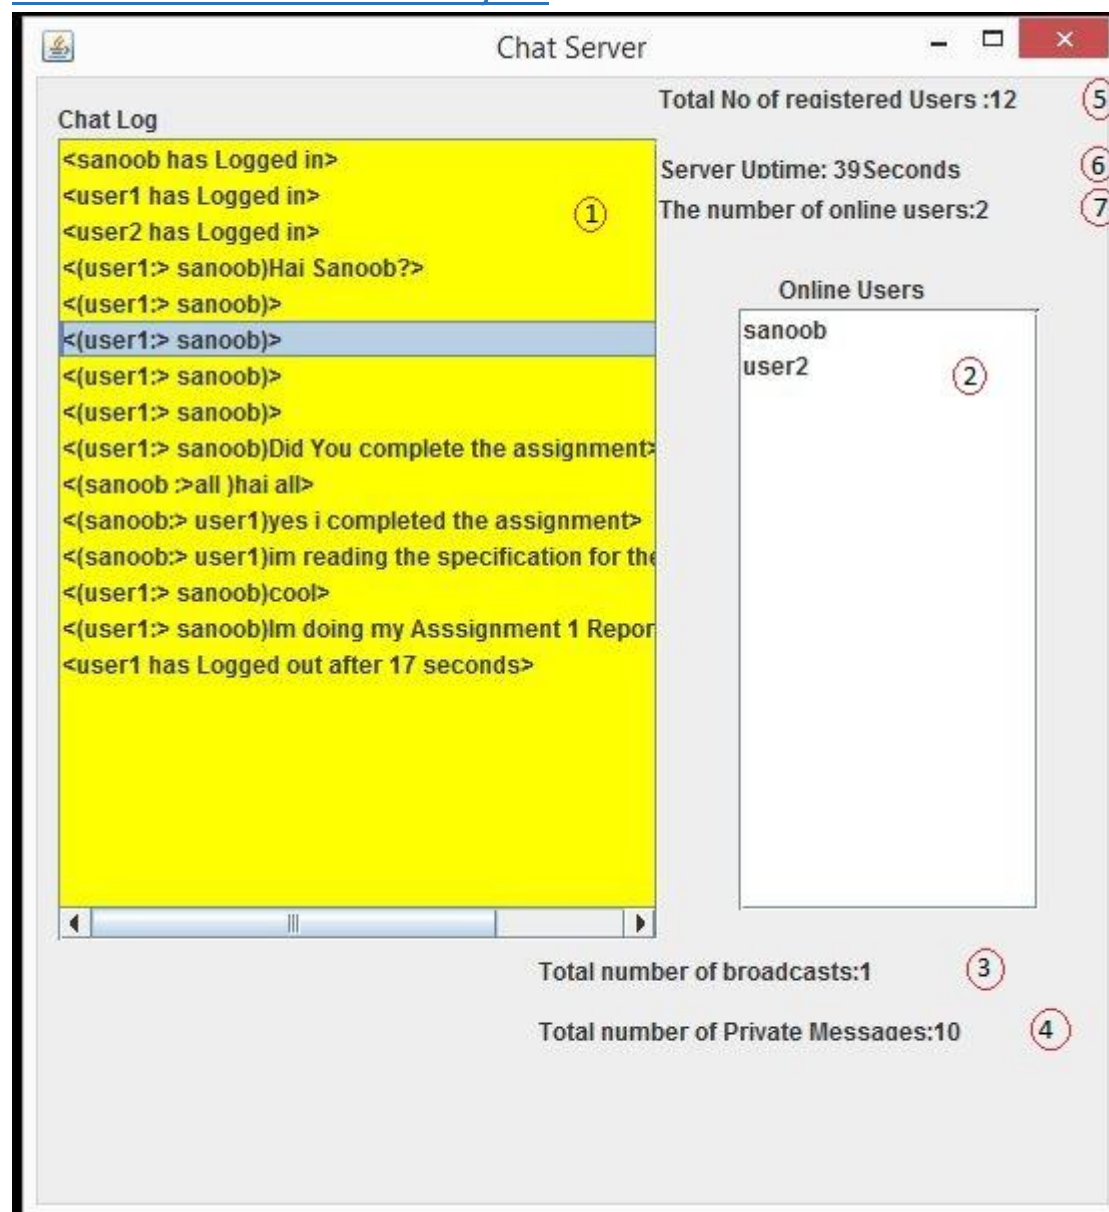 Chat Server
Total No of registered Users :12
5
Chat Log
<sanoob has Logged in>
<user1 has Logged in>
<user2 has Logged in>
<(user1:> sanoob)Hai Sanoob?>
<(user1:> sanoob)>
<(user1:> sanoob)>
<(user1:> sanoob)>
<(user1:> sanoob)>
<(user1:> sanoob)Did You complete the assignment>
<(sanoob :>all )hai all>
<(sanoob:> user1)yes i completed the assignment>
<(sanoob:> user1)im reading the specification for the
<(user1:> sanoob)cool>
<(user1:> sanoob)Im doing my Asssignment 1 Repor
<user1 has Logged out after 17 seconds>
1
Server Uptime: 39Seconds
6
The number of online users:2
7
Online Users
sanoob
user2
2
Total number of broadcasts:1
3
Total number of Private Messages:10
4